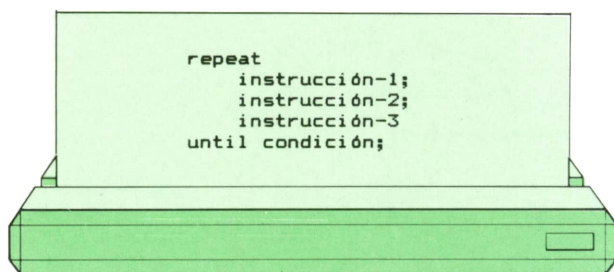 repeat
instrucción-1;
instrucción-2;
instrucción-3
until condición;